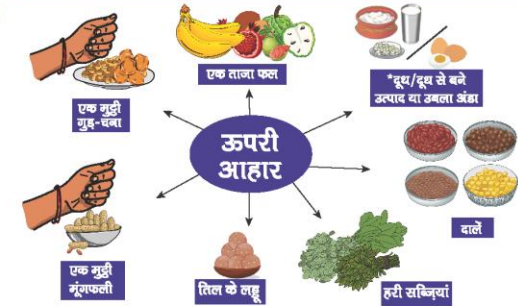 एक ताजा फल
*दूध/दूध से बने
उत्पाद या उबला अंडा
एक मुट्ठी
गुड़-चना
ऊपरी
आहार
दालें
एक मुट्ठी
मूंगफली
तिल के लड्डू
हरी सब्जियां